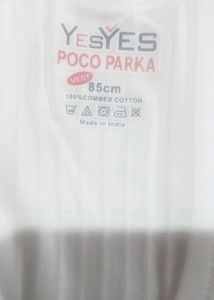 YESYES
POCO PARKA
VEST
85cm
100%COMBED COTTON
Made in India